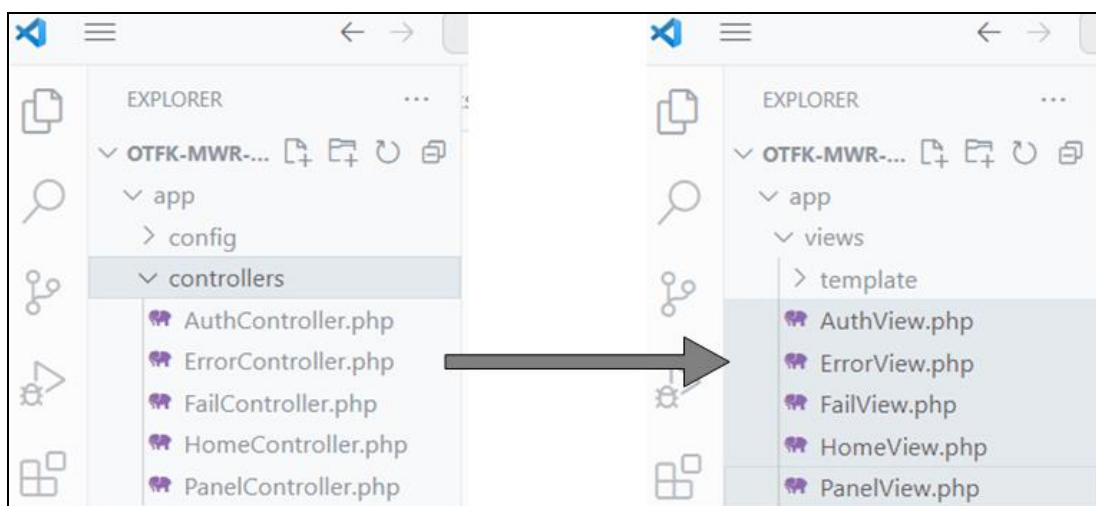 EXPLORER
OTFK-MWR-...
app
config
controllers
AuthController.php
ErrorController.php
FailController.php
HomeController.php
PanelController.php
EXPLORER
OTFK-MWR-...
app
views
template
AuthView.php
ErrorView.php
FailView.php
HomeView.php
PanelView.php